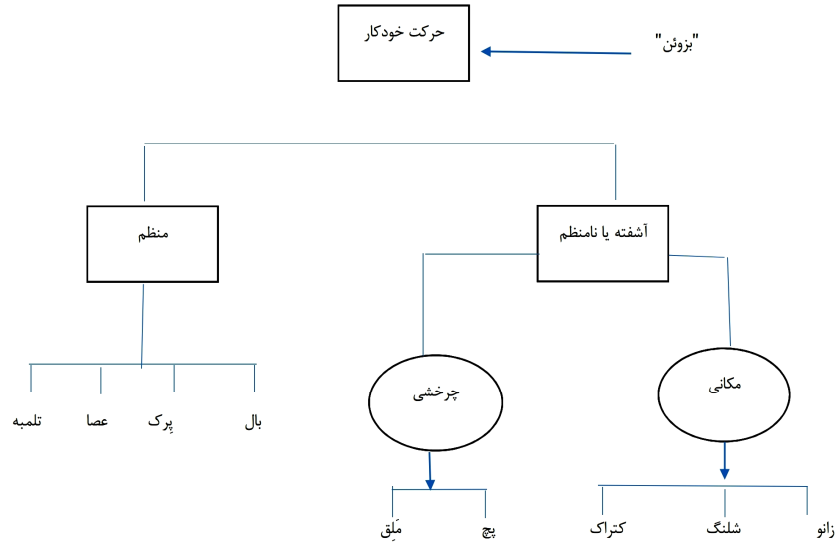 حرکت خودکار
"بزوئن"
آشفته یا نامنظم
منظم
مکانی
چرخشی
بال
پِرک
عصا
تلمبه
زانو
شلنگ
کتراک
پچ
مَلِق